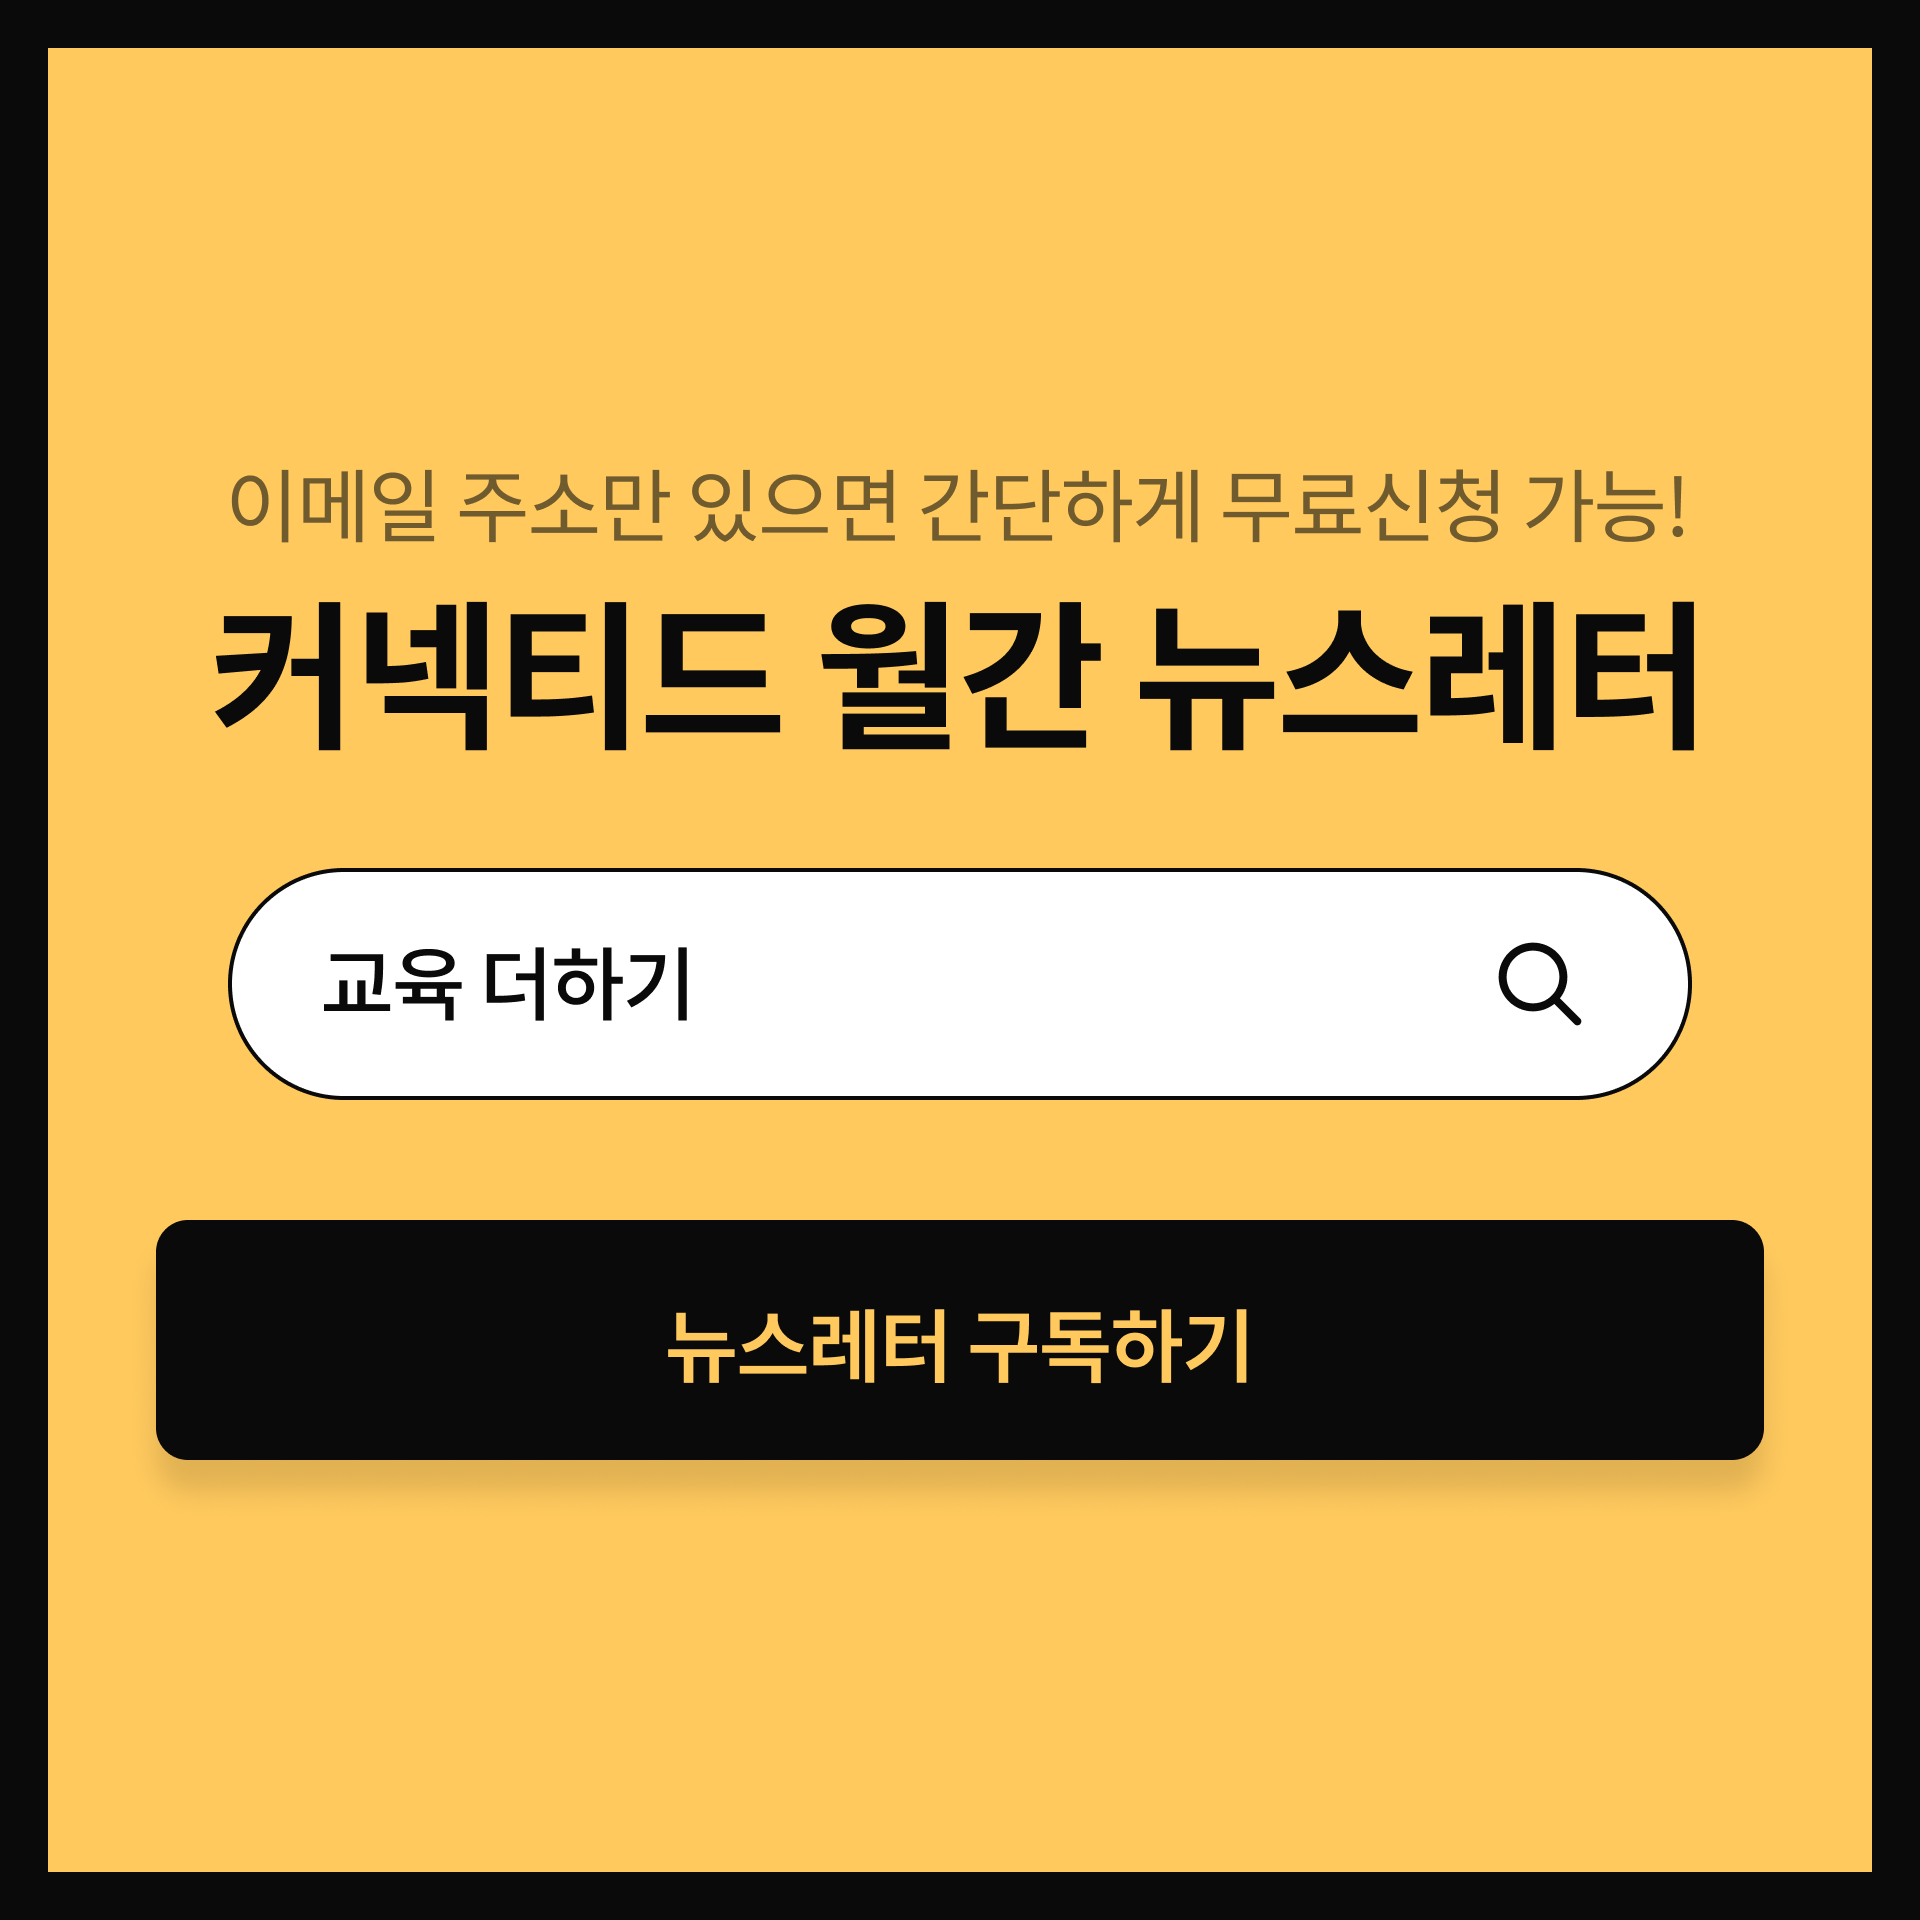 이메일 주소만 있으면 간단하게 무료신청 가능!
커넥티드 월간 뉴스레터
교육 더하기
뉴스레터 구독하기